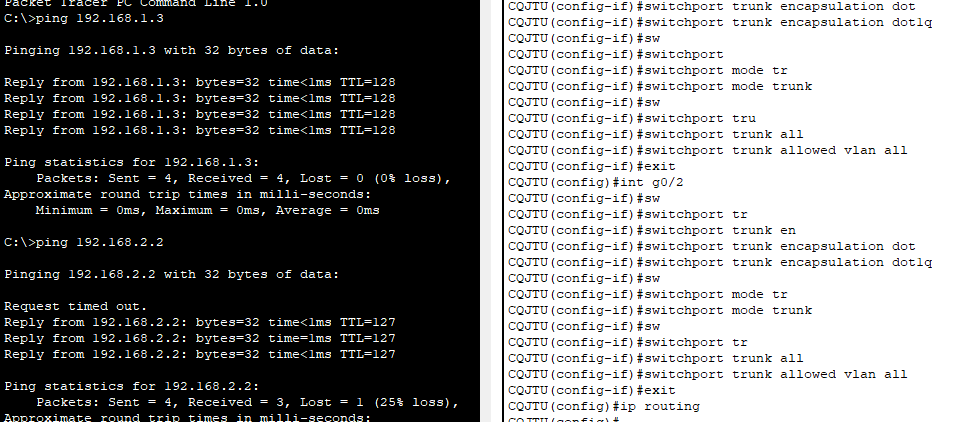 Packet Tracer PC Command Line 1.0
C:\>ping 192.168.1.3
Pinging 192.168.1.3 with 32 bytes of data:
Reply from 192.168.1.3: bytes=32 time<1ms TTL=128
Reply from 192.168.1.3: bytes=32 time<1ms TTL=128
Reply from 192.168.1.3: bytes=32 time<1ms TTL=128
Reply from 192.168.1.3: bytes=32 time<1ms TTL=128
Ping statistics for 192.168.1.3:
Packets: Sent = 4, Received = 4, Lost = 0 (0% loss),
Approximate round trip times in milli-seconds:
Minimum = 0ms, Maximum = 0ms, Average = 0ms
C:\>ping 192.168.2.2
Pinging 192.168.2.2 with 32 bytes of data:
Request timed out.
Reply from 192.168.2.2: bytes=32 time<1ms TTL=127
Reply from 192.168.2.2: bytes=32 time=1ms TTL=127
Reply from 192.168.2.2: bytes=32 time<1ms TTL=127
Ping statistics for 192.168.2.2:
Packets: Sent = 4, Received = 3, Lost = 1 (25% loss),
Approximate round trip times in milli-seconds:
CQJTU(config-if)#switchport trunk encapsulation dot
CQJTU(config-if)#switchport trunk encapsulation dot1q
CQJTU(config-if)#sw
CQJTU(config-if)#switchport
CQJTU(config-if)#switchport mode tr
CQJTU(config-if)#switchport mode trunk
CQJTU(config-if)#sw
CQJTU(config-if)#switchport tru
CQJTU(config-if)#switchport trunk all
CQJTU(config-if)#switchport trunk allowed vlan all
CQJTU(config-if)#exit
CQJTU(config)#int g0/2
CQJTU(config-if)#sw
CQJTU(config-if)#switchport tr
CQJTU(config-if)#switchport trunk en
CQJTU(config-if)#switchport trunk encapsulation dot
CQJTU(config-if)#switchport trunk encapsulation dot1q
CQJTU(config-if)#sw
CQJTU(config-if)#switchport mode tr
CQJTU(config-if)#switchport mode trunk
CQJTU(config-if)#sw
CQJTU(config-if)#switchport tr
CQJTU(config-if)#switchport trunk all
CQJTU(config-if)#switchport trunk allowed vlan all
CQJTU(config-if)#exit
CQJTU(config)#ip routing
CQJTU(config)#